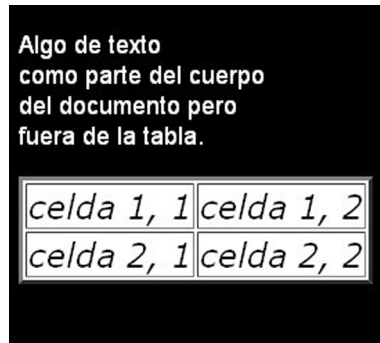 Algo de texto
como parte del cuerpo
del documento pero
fuera de la tabla.
celda 1, 1 celda 1, 2
celda 2, 1 celda 2, 2